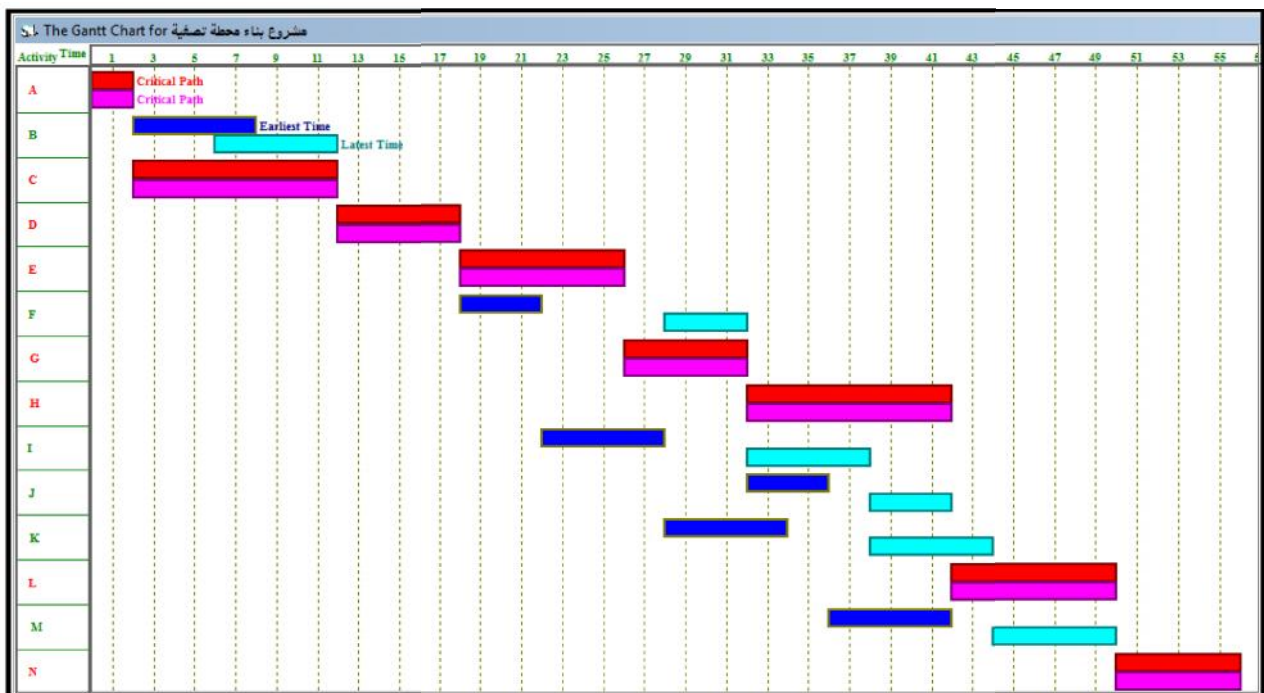 The Gantt Chart for مشروع بناء محطة تصفية
Activity Time 1 3 5 7 9 11 13 15 17 19 21 23 25 27 29 31 33 35 37 39 41 43 45 47 49 51 53 55
A Critical Path
Critical Path
B Earliest Time
Latest Time
C
D
E
F
G
H
I
J
K
L
M
N